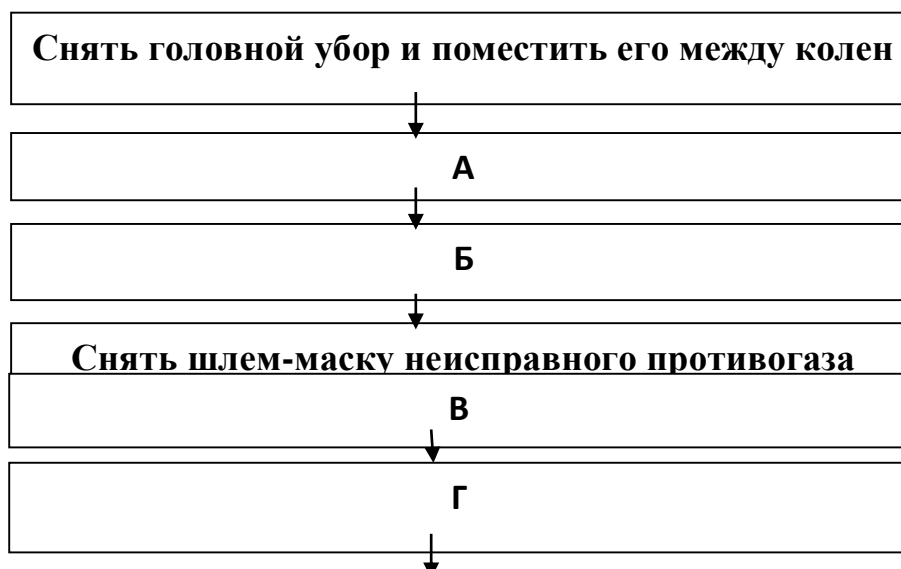 Снять головной убор и поместить его между колен
А
Б
Снять шлем-маску неисправного противогаза
В
Г